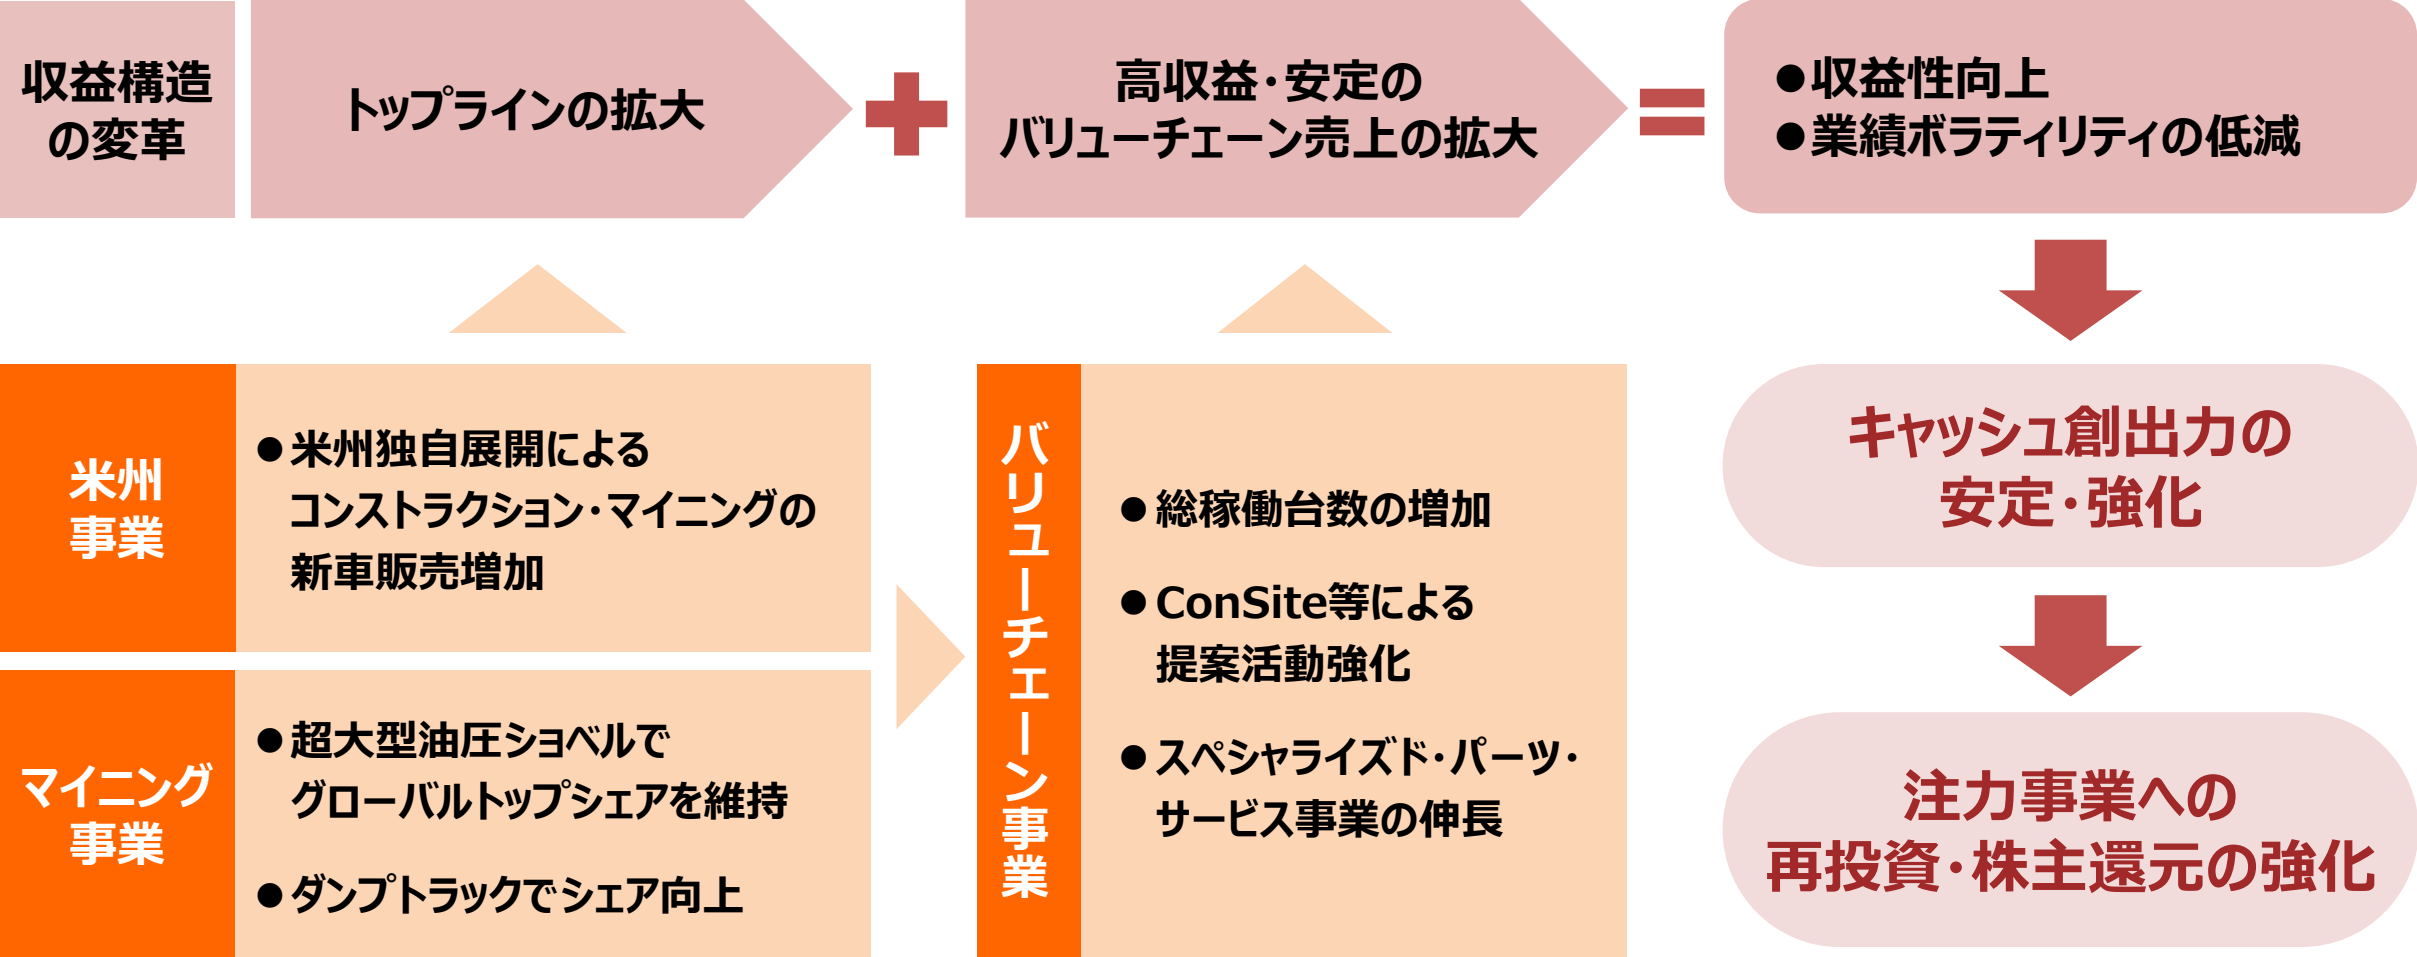 収益構造
の変革
トップラインの拡大
高収益・安定の
バリューチェーン売上の拡大
●収益性向上
●業績ボラティリティの低減
米州
事業
●米州独自展開による
コンストラクション・マイニングの
新車販売増加
マイニング
事業
●超大型油圧ショベルで
グローバルトップシェアを維持
●ダンプトラックでシェア向上
バリューチェーン事業
●総稼働台数の増加
●ConSite等による
提案活動強化
●スペシャライズド・パーツ・
サービス事業の伸長
キャッシュ創出力の
安定・強化
注力事業への
再投資・株主還元の強化